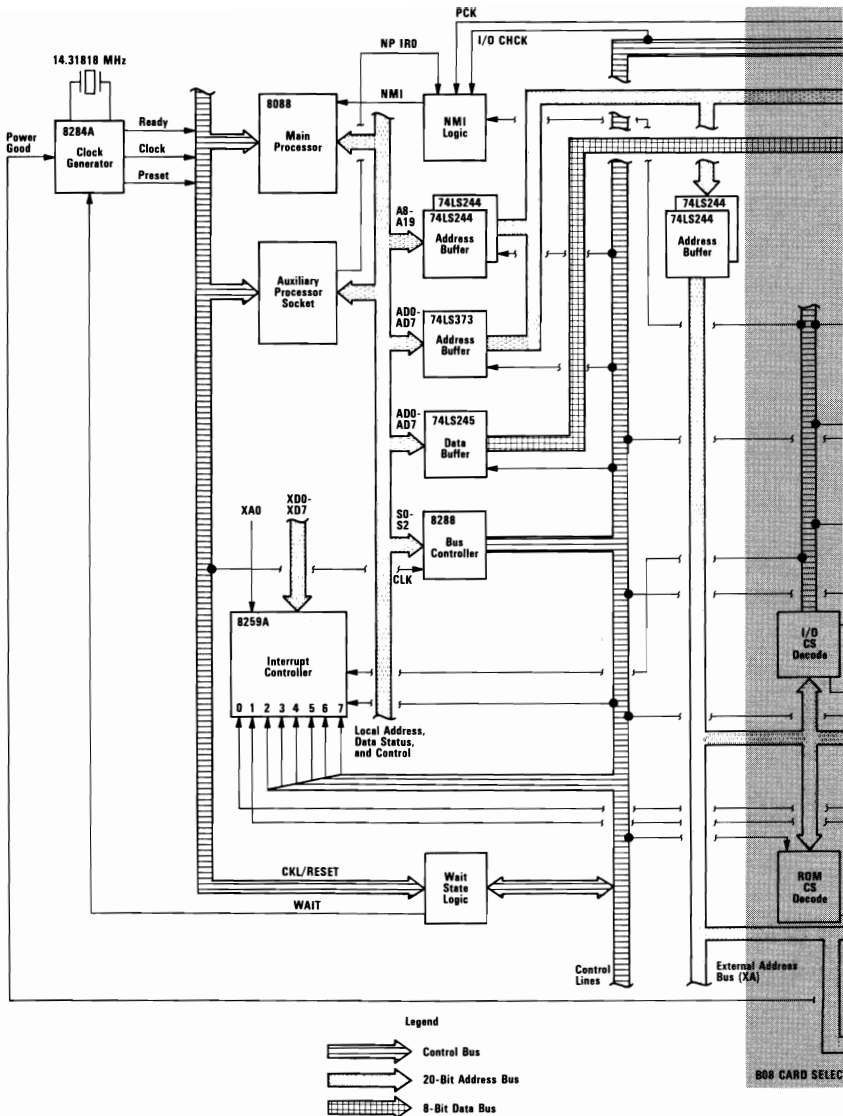 PCK
I/O CHCK
NP IRO
14.31818 MHz
NMI
8284A
Clock
Generator
Power
Good
Ready
Clock
Preset
8088
Main
Processor
NMI
Logic
74LS244
74LS244
Address
Buffer
A8-
A19
74LS244
74LS244
Address
Buffer
Auxiliary
Processor
Socket
AD0-
AD7
74LS373
Address
Buffer
AD0-
AD7
74LS245
Data
Buffer
XA0
XD0-
XD7
S0-
S2
8288
Bus
Controller
CLK
8259A
Interrupt
Controller
0 1 2 3 4 5 6 7
I/O
CS
Decode
Local Address,
Data Status,
and Control
CKL/RESET
WAIT
Wait
State
Logic
ROM
CS
Decode
Control
Lines
External Address
Bus (XA)
Legend
Control Bus
20-Bit Address Bus
8-Bit Data Bus
B08 CARD SELEC